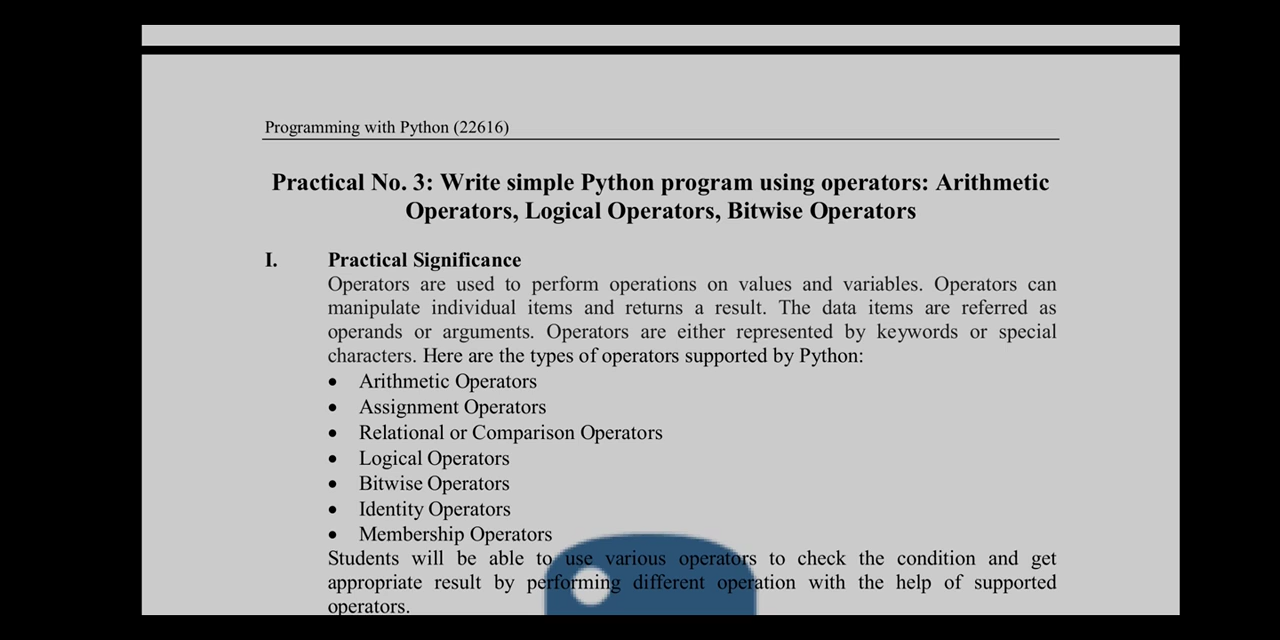 Programming with Python (22616)
Practical No. 3: Write simple Python program using operators: Arithmetic
Operators, Logical Operators, Bitwise Operators
I. Practical Significance
Operators are used to perform operations on values and variables. Operators can
manipulate individual items and returns a result. The data items are referred as
operands or arguments. Operators are either represented by keywords or special
characters. Here are the types of operators supported by Python:
• Arithmetic Operators
• Assignment Operators
• Relational or Comparison Operators
• Logical Operators
• Bitwise Operators
• Identity Operators
• Membership Operators
Students will be able to use various operators to check the condition and get
appropriate result by performing different operation with the help of supported
operators.